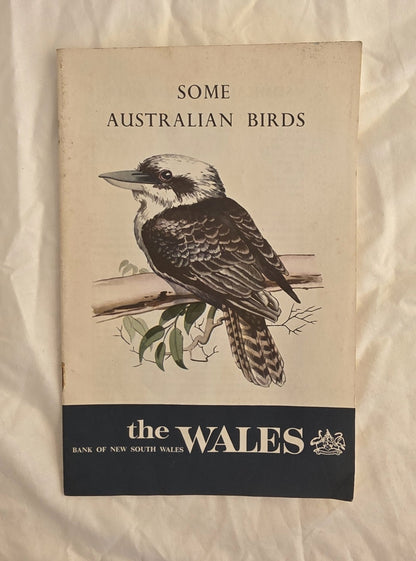 SOME
AUSTRALIAN BIRDS
the WALES
BANK OF NEW SOUTH WALES